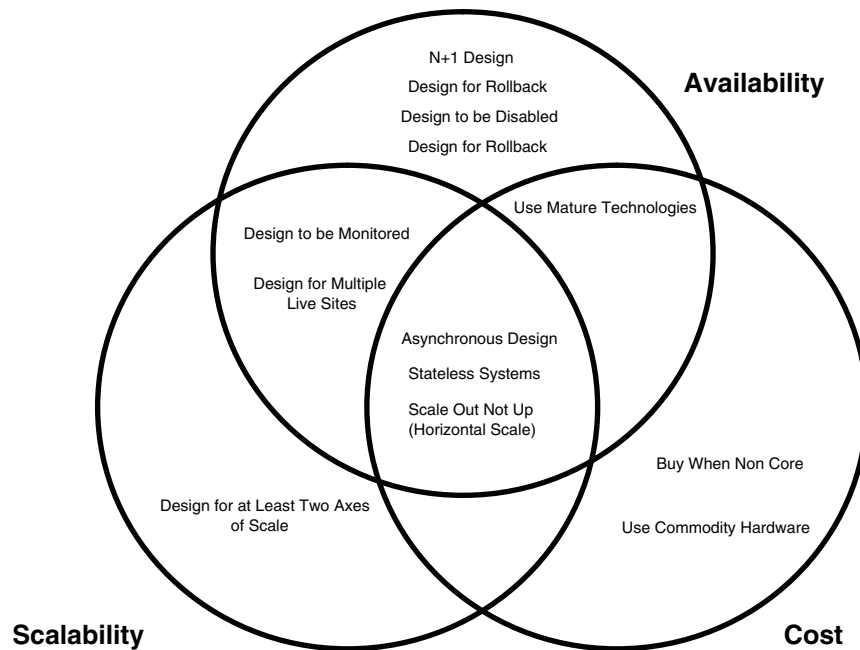 N+1 Design
Design for Rollback
Availability
Design to be Disabled
Design for Rollback
Use Mature Technologies
Design to be Monitored
Design for Multiple
Live Sites
Asynchronous Design
Stateless Systems
Scale Out Not Up
(Horizontal Scale)
Buy When Non Core
Design for at Least Two Axes
of Scale
Use Commodity Hardware
Scalability
Cost